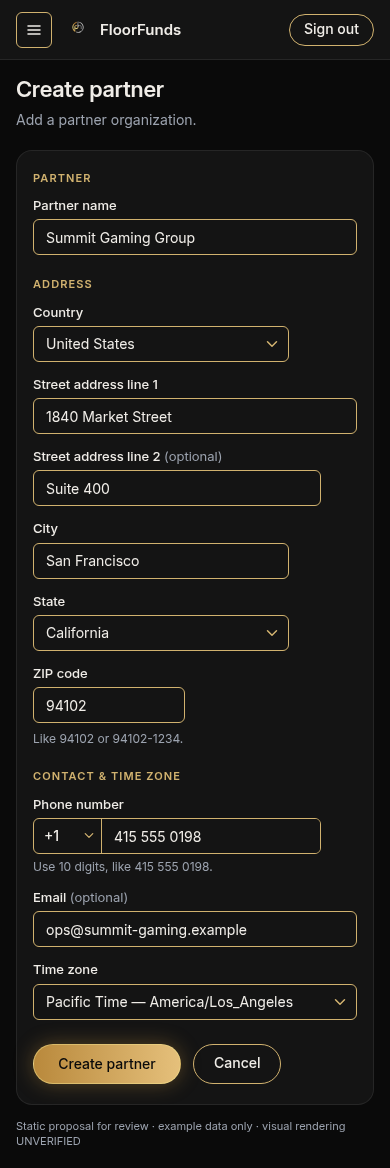 FloorFunds
Sign out
Create partner
Add a partner organization.
PARTNER
Partner name
Summit Gaming Group
ADDRESS
Country
United States
Street address line 1
1840 Market Street
Street address line 2 (optional)
Suite 400
City
San Francisco
State
California
ZIP code
94102
Like 94102 or 94102-1234.
CONTACT & TIME ZONE
Phone number
+1 415 555 0198
Use 10 digits, like 415 555 0198.
Email (optional)
ops@summit-gaming.example
Time zone
Pacific Time — America/Los_Angeles
Create partner
Cancel
Static proposal for review · example data only · visual rendering
UNVERIFIED